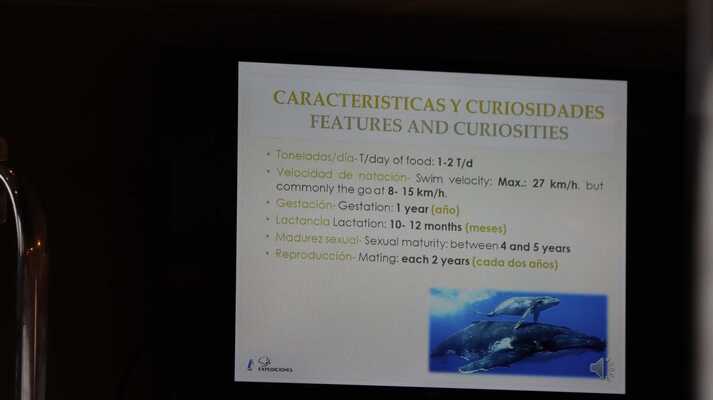 CARACTERISTICAS Y CURIOSIDADES
FEATURES AND CURIOSITIES
• Toneladas/día- T/day of food: 1-2 T/d
• Velocidad de natación- Swim velocity: Max.: 27 km/h. but
commonly the go at 8- 15 km/h.
• Gestación- Gestation: 1 year (año)
• Lactancia Lactation: 10- 12 months (meses)
• Madurez sexual- Sexual maturity: between 4 and 5 years
• Reproducción- Mating: each 2 years (cada dos años)
EXPEDICIONES